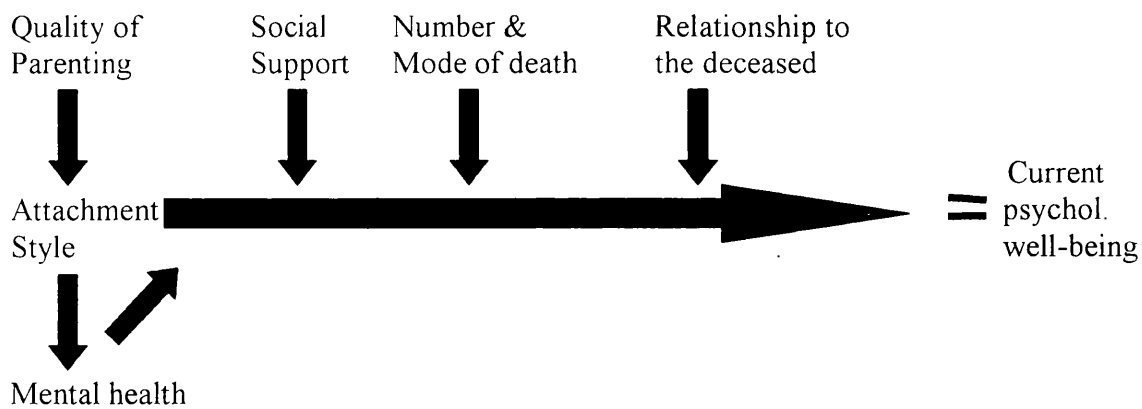 Quality of
Parenting
Social
Support
Number &
Mode of death
Relationship to
the deceased
Attachment
Style
=
Current
psychol.
well-being
Mental health